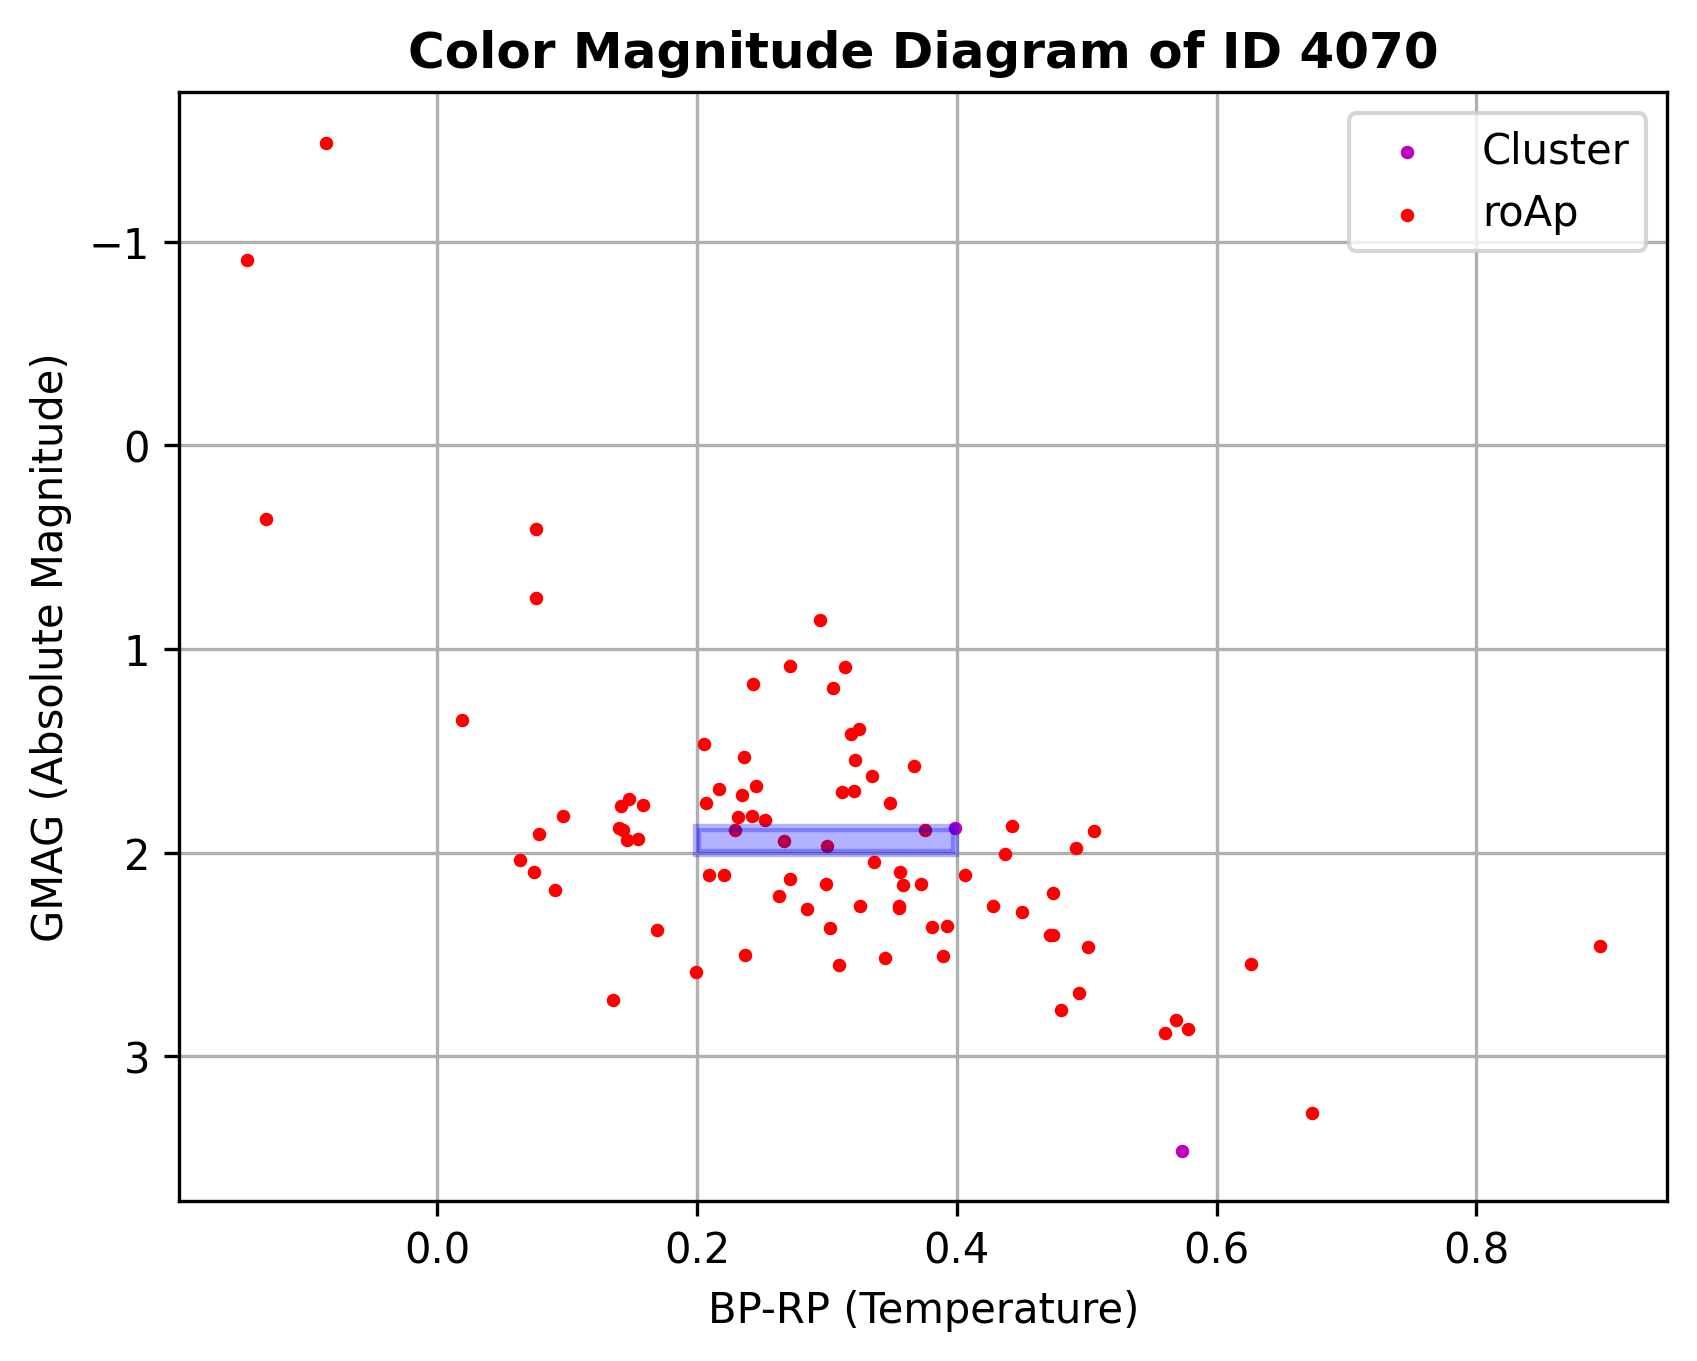 Color Magnitude Diagram of ID 4070
Cluster
roAp
GMAG (Absolute Magnitude)
−1
0
1
2
3
0.0 0.2 0.4 0.6 0.8
BP-RP (Temperature)